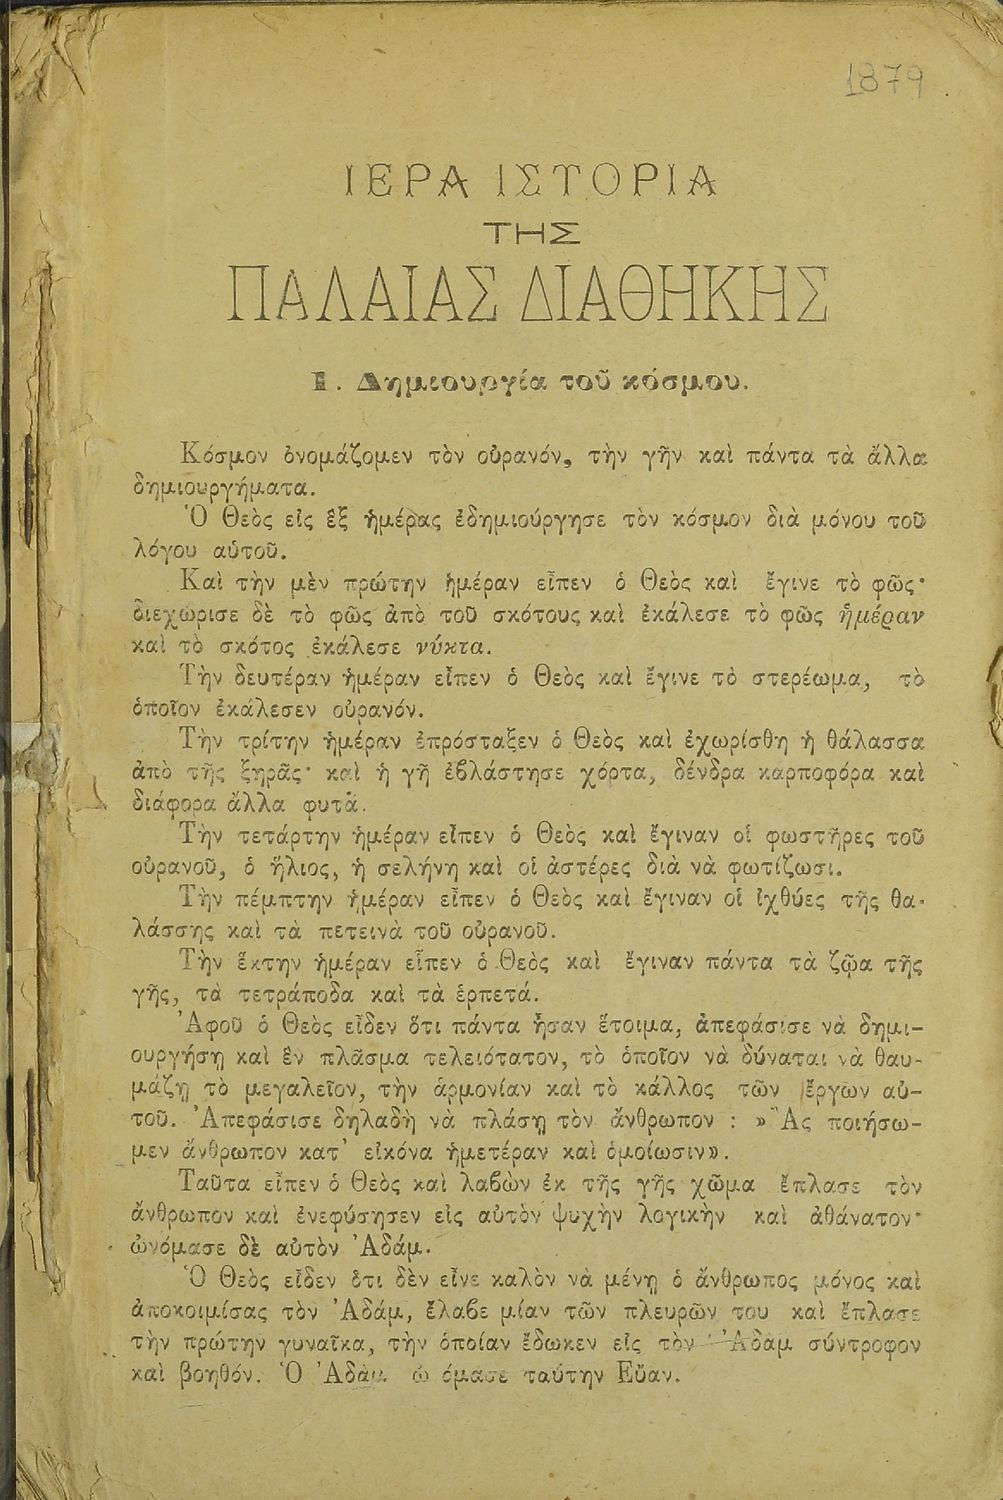 1879
ΙΕΡΑ ΙΣΤΟΡΙΑ
ΤΗΣ
ΠΑΛΑΙΑΣ ΔΙΑΘΗΚΗΣ
1. Δημιουργία τοῦ κόσμου.
Κόσμον ὀνομάζομεν τὸν οὐρανόν, τὴν γῆν καὶ πάντα τὰ ἄλλα
δημιουργήματα.
Ὁ Θεὸς εἰς ἓξ ἡμέρας ἐδημιούργησε τὸν κόσμον διὰ μόνου τοῦ
λόγου αὑτοῦ.
Καὶ τὴν μὲν πρώτην ἡμέραν εἶπεν ὁ Θεὸς καὶ ἔγινε τὸ φῶς·
διεχώρισε δὲ τὸ φῶς ἀπὸ τοῦ σκότους καὶ ἐκάλεσε τὸ φῶς ἡμέραν
καὶ τὸ σκότος ἐκάλεσε νύκτα.
Τὴν δευτέραν ἡμέραν εἶπεν ὁ Θεὸς καὶ ἔγινε τὸ στερέωμα, τὸ
ὁποῖον ἐκάλεσεν οὐρανόν.
Τὴν τρίτην ἡμέραν ἐπρόσταξεν ὁ Θεὸς καὶ ἐχωρίσθη ἡ θάλασσα
ἀπὸ τῆς ξηρᾶς· καὶ ἡ γῆ ἐβλάστησε χόρτα, δένδρα καρποφόρα καὶ
διάφορα ἄλλα φυτά.
Τὴν τετάρτην ἡμέραν εἶπεν ὁ Θεὸς καὶ ἔγιναν οἱ φωστῆρες τοῦ
οὐρανοῦ, ὁ ἥλιος, ἡ σελήνη καὶ οἱ ἀστέρες διὰ νὰ φωτίζωσι.
Τὴν πέμπτην ἡμέραν εἶπεν ὁ Θεὸς καὶ ἔγιναν οἱ ἰχθύες τῆς θα-
λάσσης καὶ τὰ πετεινὰ τοῦ οὐρανοῦ.
Τὴν ἕκτην ἡμέραν εἶπεν ὁ Θεὸς καὶ ἔγιναν πάντα τὰ ζῷα τῆς
γῆς, τὰ τετράποδα καὶ τὰ ἑρπετά.
Ἀφοῦ ὁ Θεὸς εἶδεν ὅτι πάντα ἦσαν ἕτοιμα, ἀπεφάσισε νὰ δημι-
ουργήσῃ καὶ ἓν πλᾶσμα τελειότατον, τὸ ὁποῖον νὰ δύναται νὰ θαυ-
μάζῃ τὸ μεγαλεῖον, τὴν ἁρμονίαν καὶ τὸ κάλλος τῶν ἔργων αὐ-
τοῦ. Ἀπεφάσισε δηλαδὴ νὰ πλάσῃ τὸν ἄνθρωπον : »Ἂς ποιήσω-
μεν ἄνθρωπον κατ' εἰκόνα ἡμετέραν καὶ ὁμοίωσιν».
Ταῦτα εἶπεν ὁ Θεὸς καὶ λαβὼν ἐκ τῆς γῆς χῶμα ἔπλασε τὸν
ἄνθρωπον καὶ ἐνεφύσησεν εἰς αὐτὸν ψυχὴν λογικὴν καὶ ἀθάνατον·
ὠνόμασε δὲ αὐτὸν Ἀδάμ.
Ὁ Θεὸς εἶδεν ὅτι δὲν εἶνε καλὸν νὰ μένῃ ὁ ἄνθρωπος μόνος καὶ
ἀποκοιμίσας τὸν Ἀδάμ, ἔλαβε μίαν τῶν πλευρῶν του καὶ ἔπλασε
τὴν πρώτην γυναῖκα, τὴν ὁποίαν ἔδωκεν εἰς τὸν Ἀδὰμ σύντροφον
καὶ βοηθόν. Ὁ Ἀδὰμ ὠ όμασε ταύτην Εὔαν.